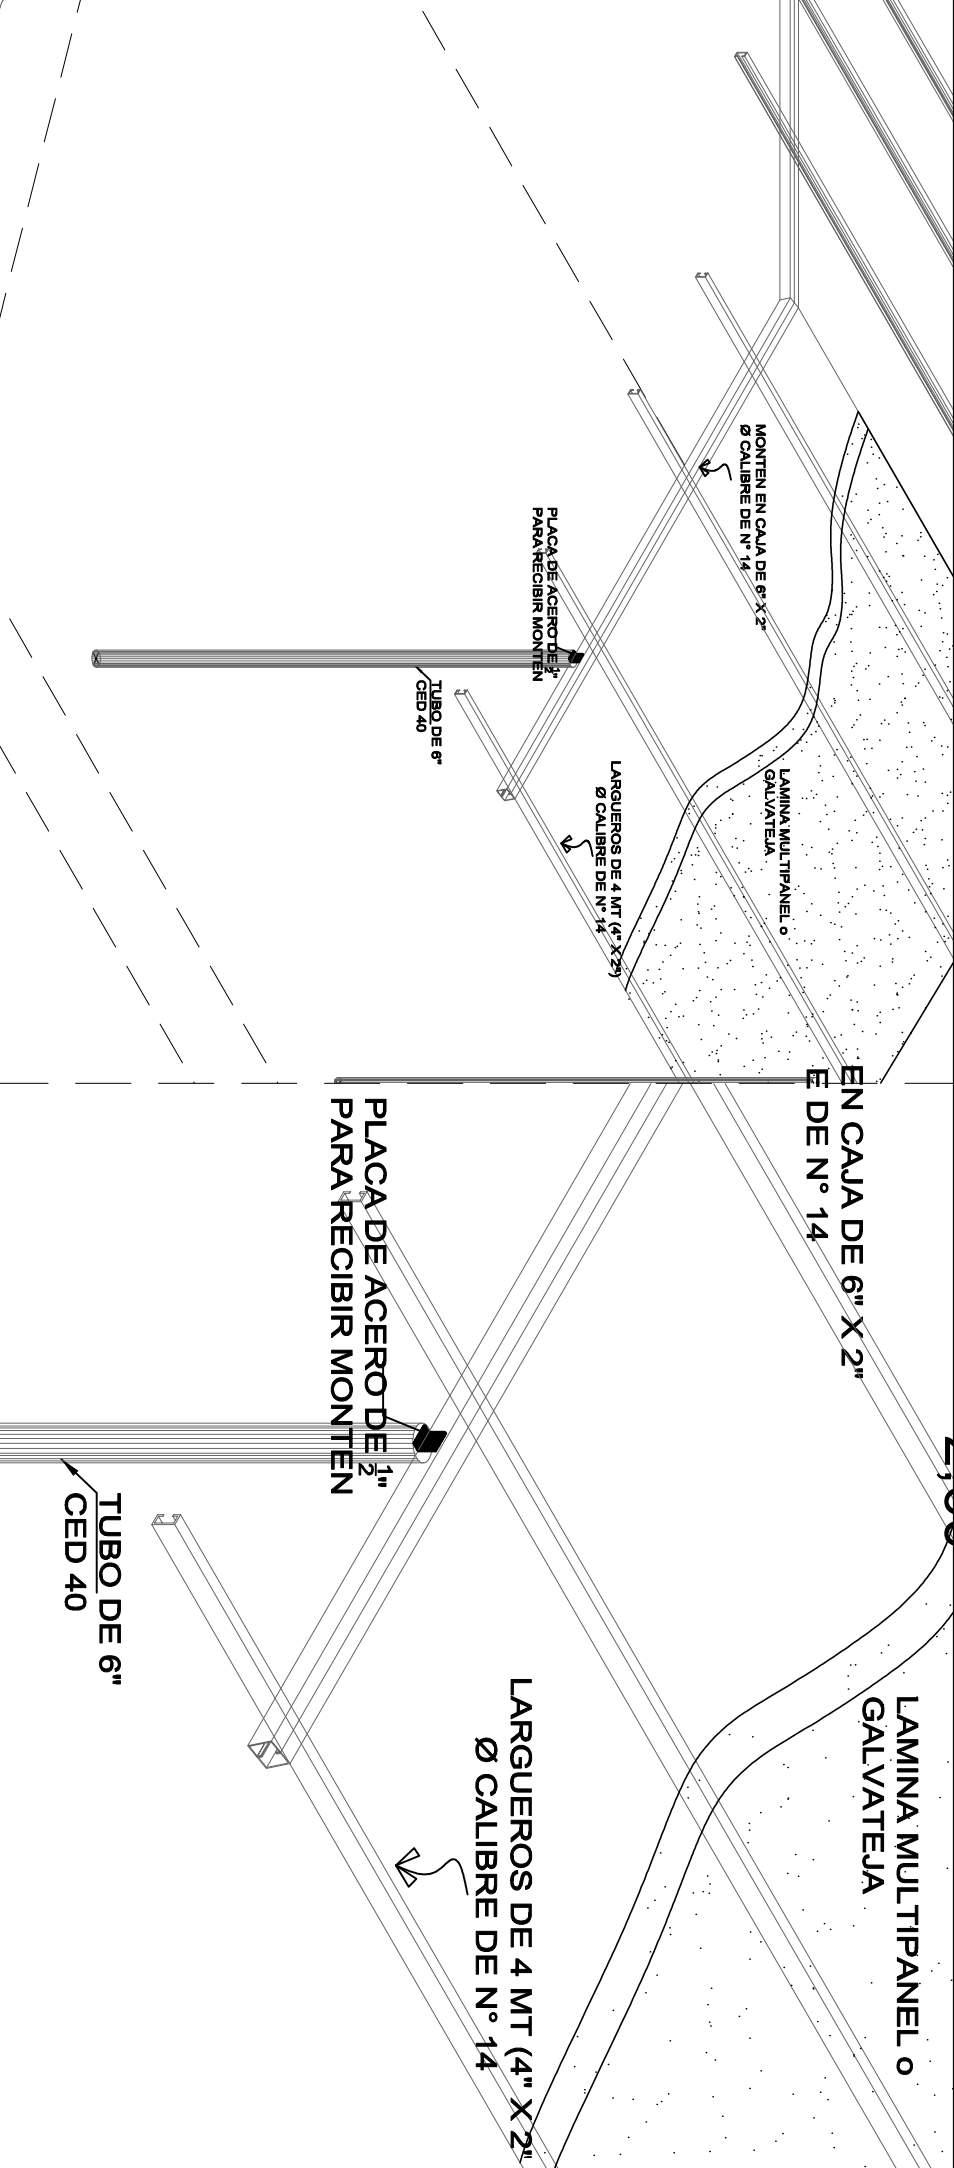 MONTEN EN CAJA DE 6" X 2"
Ø CALIBRE DE N° 14
PLACA DE ACERO DE 1/2"
PARA RECIBIR MONTEN
TUBO DE 6"
CED 40
LAMINA MULTIPANEL o
GALVATEJA
LARGUEROS DE 4 MT (4" X 2")
Ø CALIBRE DE N° 14
EN CAJA DE 6" X 2"
E DE N° 14
PLACA DE ACERO DE 1/2"
PARA RECIBIR MONTEN
TUBO DE 6"
CED 40
LAMINA MULTIPANEL o
GALVATEJA
LARGUEROS DE 4 MT (4" X 2"
Ø CALIBRE DE N° 14